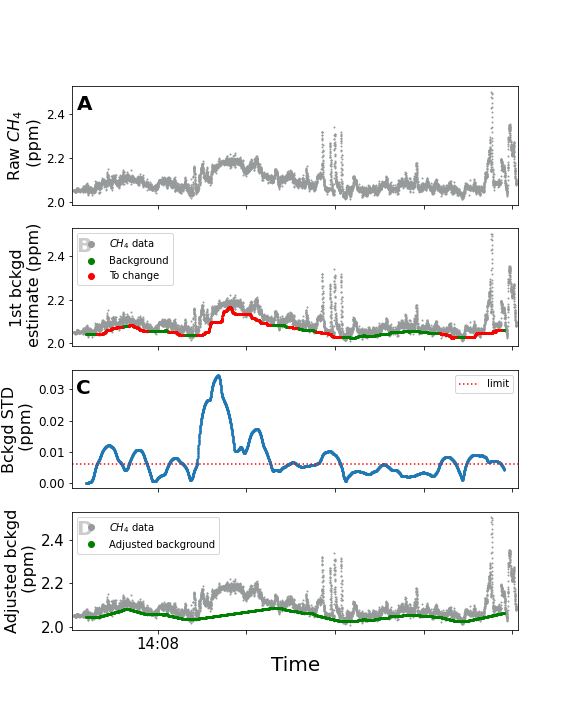 A
Raw CH4
(ppm)
2.4
2.2
2.0
B
CH4 data
Background
To change
1st bckgd
estimate (ppm)
2.4
2.2
2.0
C
limit
Bckgd STD
(ppm)
0.03
0.02
0.01
0.00
D
CH4 data
Adjusted background
Adjusted bckgd
(ppm)
2.4
2.2
2.0
14:08
Time